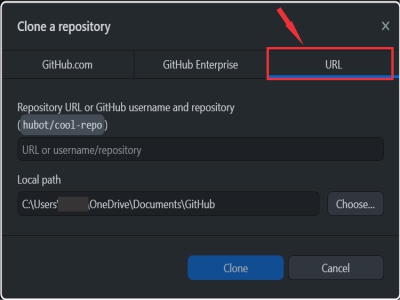 Clone a repository
GitHub.com
GitHub Enterprise
URL
Repository URL or GitHub username and repository
(hubot/cool-repo)
URL or username/repository
Local path
C:\Users\
\OneDrive\Documents\GitHub
Choose...
Clone
Cancel